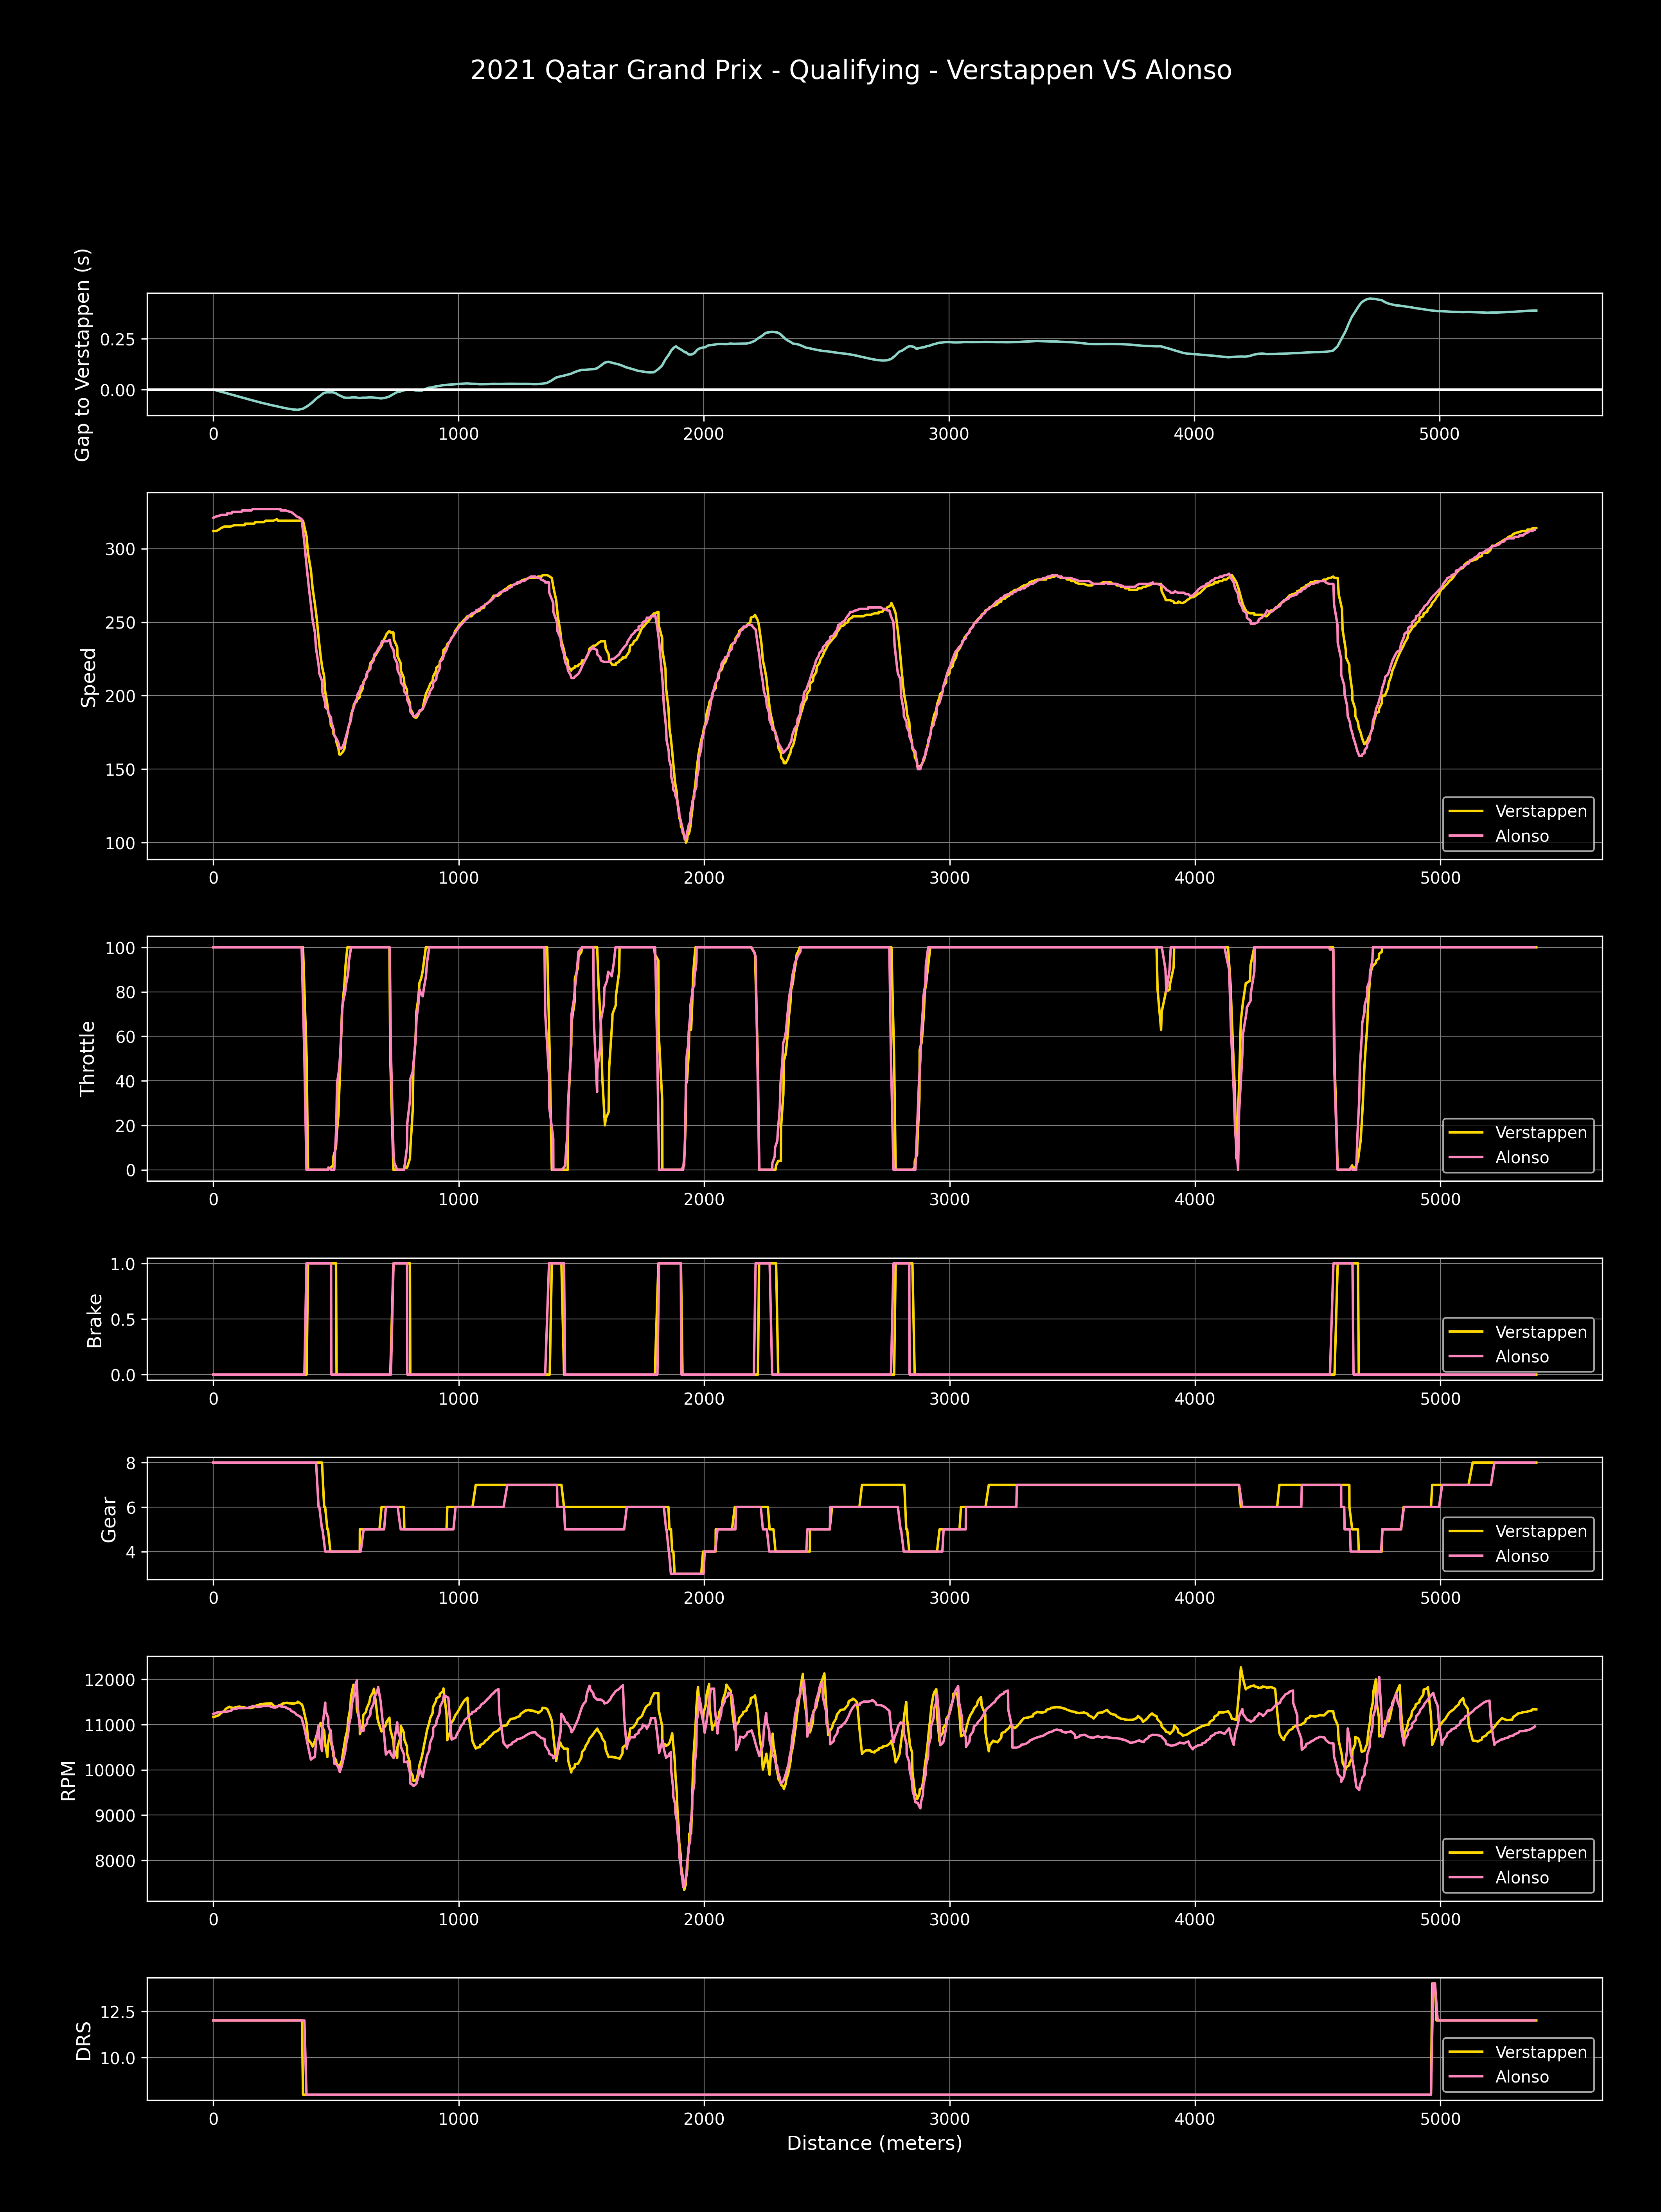 2021 Qatar Grand Prix - Qualifying - Verstappen VS Alonso
Gap to Verstappen (s)
0.25
0.00
0 1000 2000 3000 4000 5000
Speed
300
250
200
150
100
Verstappen
Alonso
0 1000 2000 3000 4000 5000
Throttle
100
80
60
40
20
0
Verstappen
Alonso
0 1000 2000 3000 4000 5000
Brake
1.0
0.5
0.0
Verstappen
Alonso
0 1000 2000 3000 4000 5000
Gear
8
6
4
Verstappen
Alonso
0 1000 2000 3000 4000 5000
RPM
12000
11000
10000
9000
8000
Verstappen
Alonso
0 1000 2000 3000 4000 5000
DRS
12.5
10.0
Verstappen
Alonso
0 1000 2000 3000 4000 5000
Distance (meters)